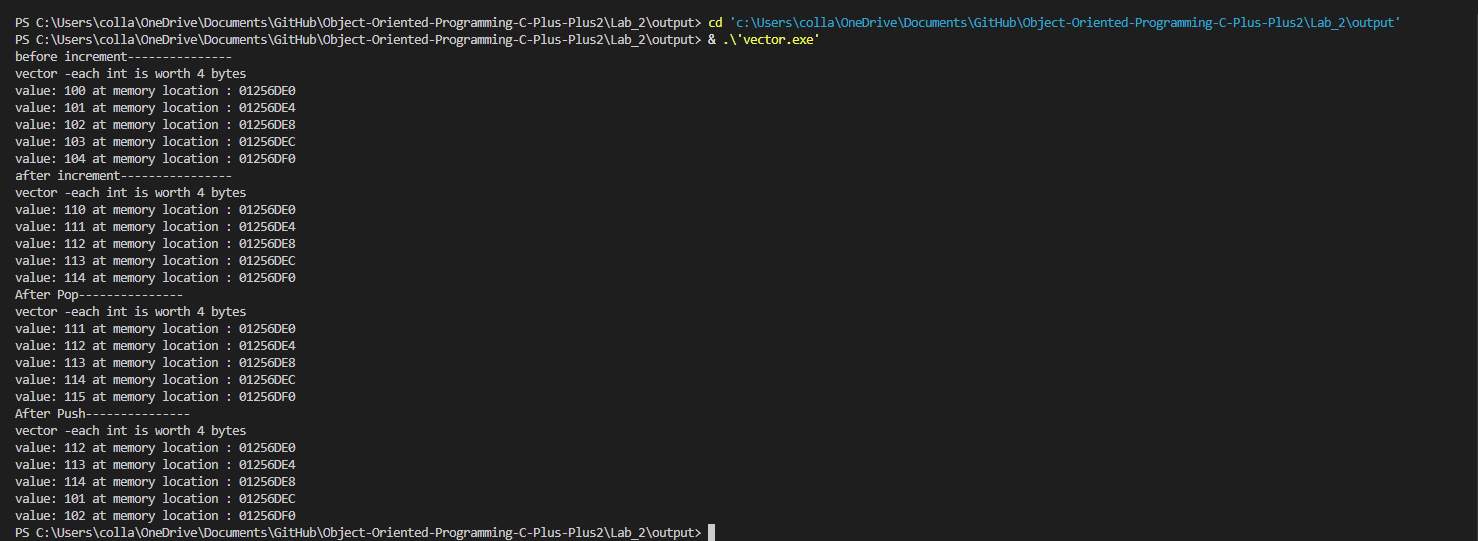 PS C:\Users\colla\OneDrive\Documents\GitHub\Object-Oriented-Programming-C-Plus-Plus2\Lab_2\output> cd 'c:\Users\colla\OneDrive\Documents\GitHub\Object-Oriented-Programming-C-Plus-Plus2\Lab_2\output'
PS C:\Users\colla\OneDrive\Documents\GitHub\Object-Oriented-Programming-C-Plus-Plus2\Lab_2\output> & .\'vector.exe'
before increment---------------
vector -each int is worth 4 bytes
value: 100 at memory location : 01256DE0
value: 101 at memory location : 01256DE4
value: 102 at memory location : 01256DE8
value: 103 at memory location : 01256DEC
value: 104 at memory location : 01256DF0
after increment----------------
vector -each int is worth 4 bytes
value: 110 at memory location : 01256DE0
value: 111 at memory location : 01256DE4
value: 112 at memory location : 01256DE8
value: 113 at memory location : 01256DEC
value: 114 at memory location : 01256DF0
After Pop---------------
vector -each int is worth 4 bytes
value: 111 at memory location : 01256DE0
value: 112 at memory location : 01256DE4
value: 113 at memory location : 01256DE8
value: 114 at memory location : 01256DEC
value: 115 at memory location : 01256DF0
After Push---------------
vector -each int is worth 4 bytes
value: 112 at memory location : 01256DE0
value: 113 at memory location : 01256DE4
value: 114 at memory location : 01256DE8
value: 101 at memory location : 01256DEC
value: 102 at memory location : 01256DF0
PS C:\Users\colla\OneDrive\Documents\GitHub\Object-Oriented-Programming-C-Plus-Plus2\Lab_2\output>